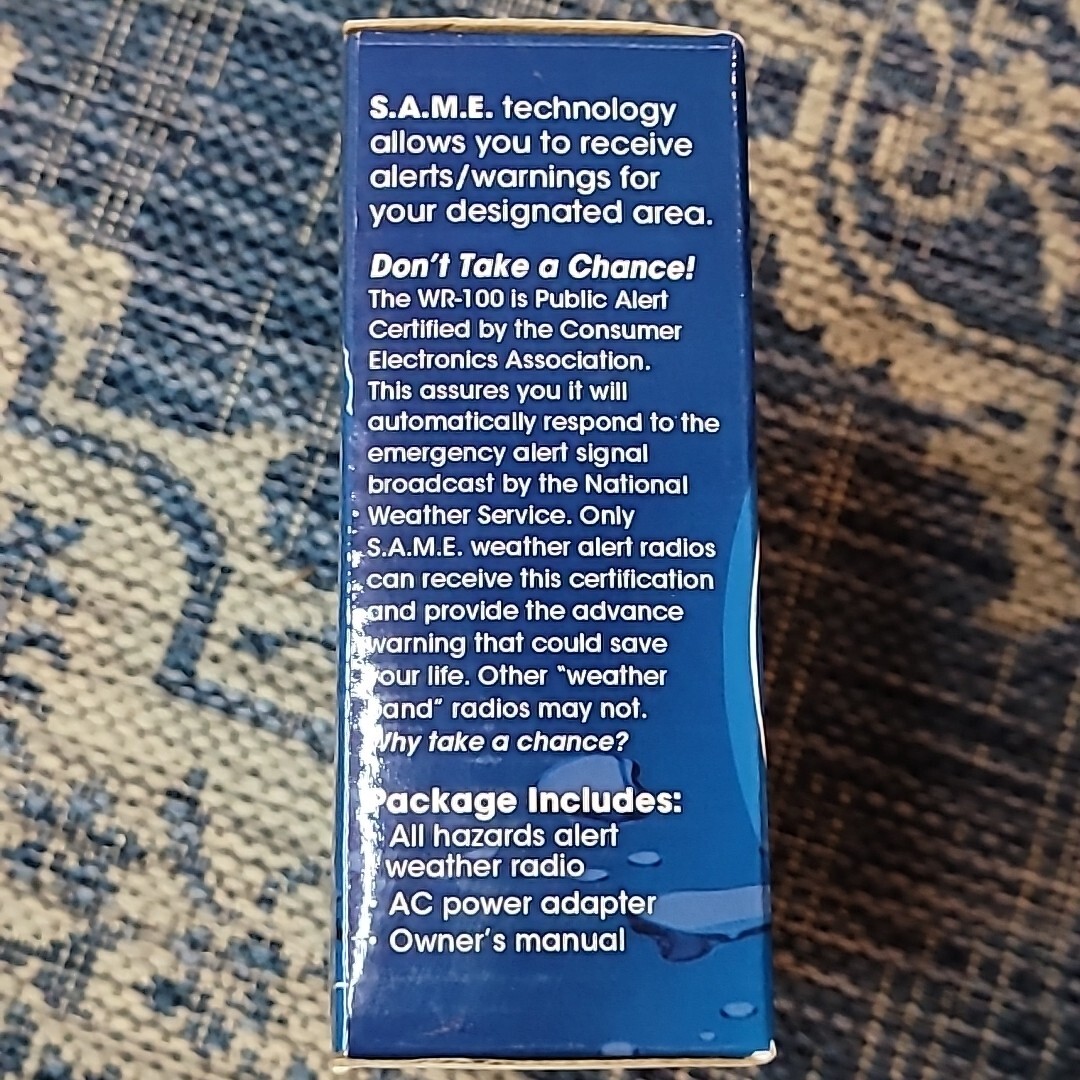 S.A.M.E. technology
allows you to receive
alerts/warnings for
your designated area.
Don't Take a Chance!
The WR-100 is Public Alert
Certified by the Consumer
Electronics Association.
This assures you it will
automatically respond to the
emergency alert signal
broadcast by the National
Weather Service. Only
S.A.M.E. weather alert radios
can receive this certification
and provide the advance
warning that could save
your life. Other "weather
band" radios may not.
Why take a chance?
Package Includes:
• All hazards alert
weather radio
• AC power adapter
• Owner's manual